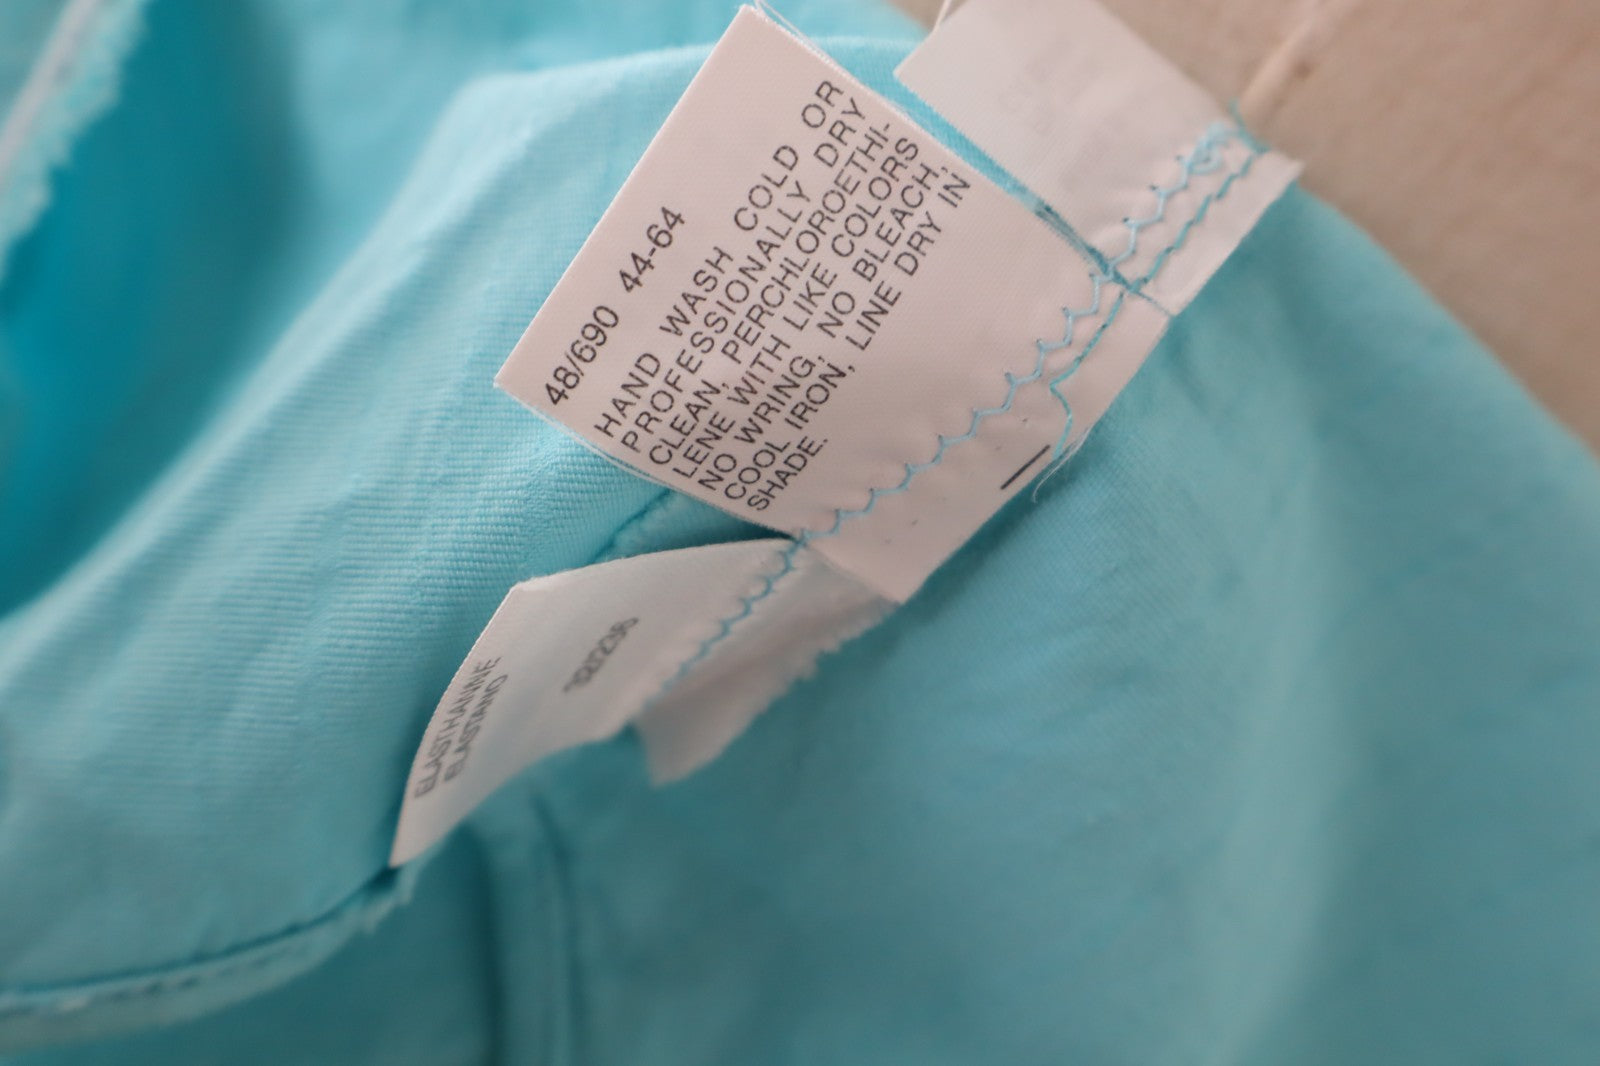 48/690 44-64
HAND WASH COLD OR
PROFESSIONALLY DRY
CLEAN, PERCHLOROETHI-
LENE WITH LIKE COLORS
NO WRING, NO BLEACH,
COOL IRON, LINE DRY IN
SHADE.
ELASTHANNE
ELASTANO